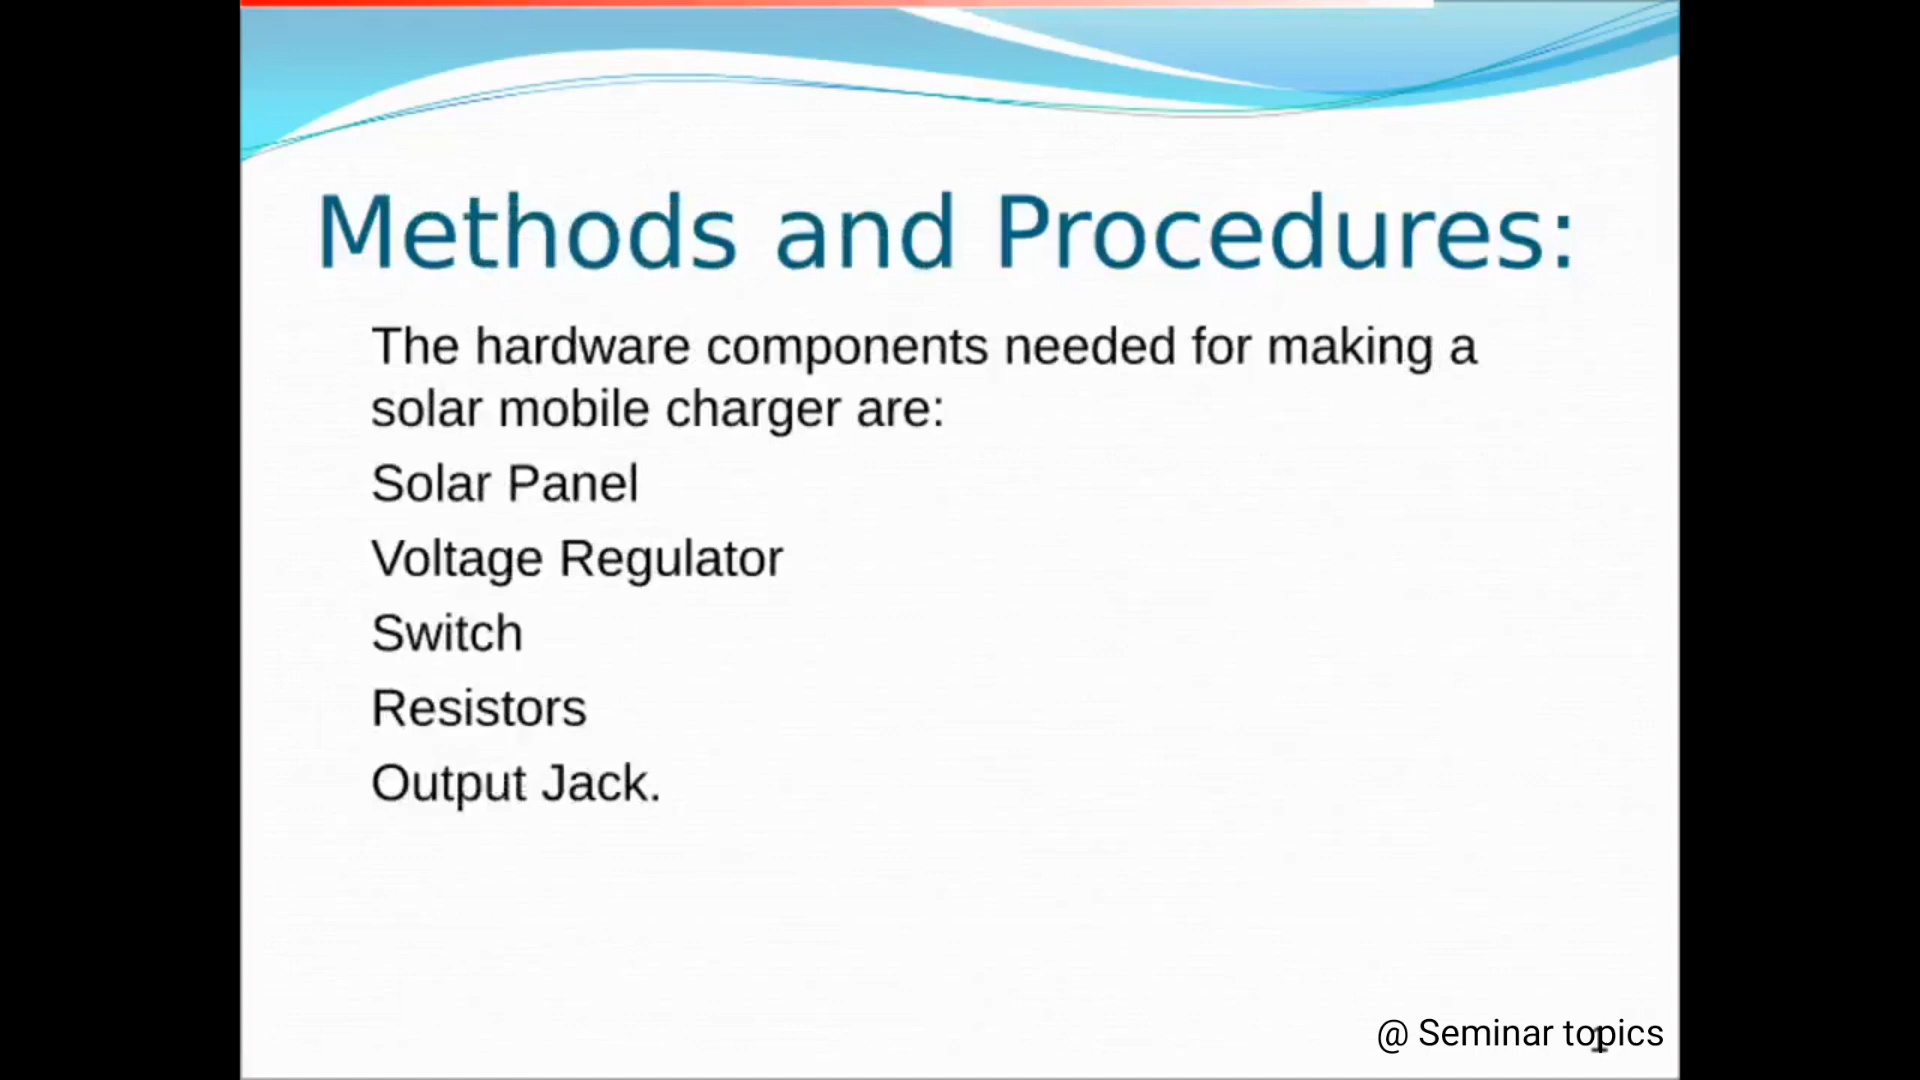 Methods and Procedures:
The hardware components needed for making a
solar mobile charger are:
Solar Panel
Voltage Regulator
Switch
Resistors
Output Jack.
@ Seminar topics